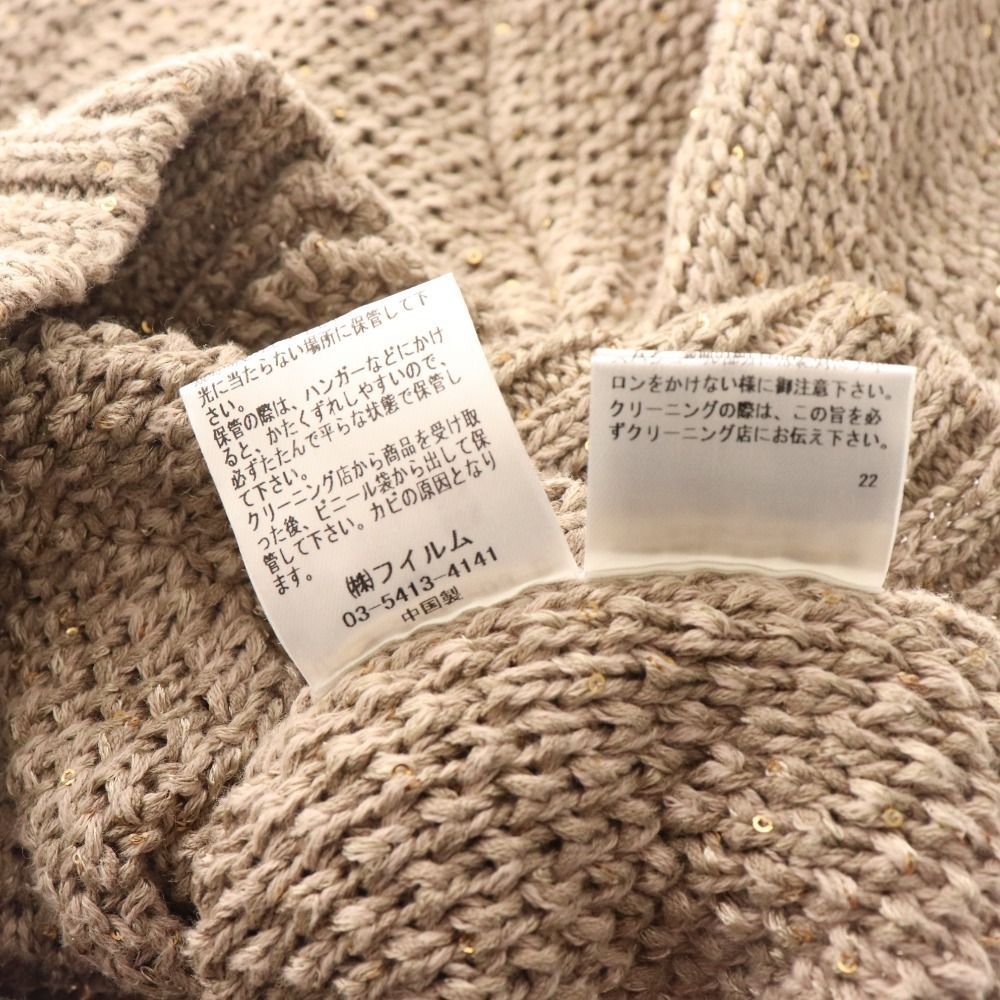 光に当たらない場所に保管して下
さい。
保管の際は、ハンガーなどにかけ
ると、かたくずれしやすいので、
必ずたたんで平らな状態で保管し
て下さい。
クリーニング店から商品を受け取
った後、ビニール袋から出して保
管して下さい。カビの原因となり
ます。
㈱フイルム
03-5413-4141
中国製
ロンをかけない様に御注意下さい。
クリーニングの際は、この旨を必
ずクリーニング店にお伝え下さい。
22